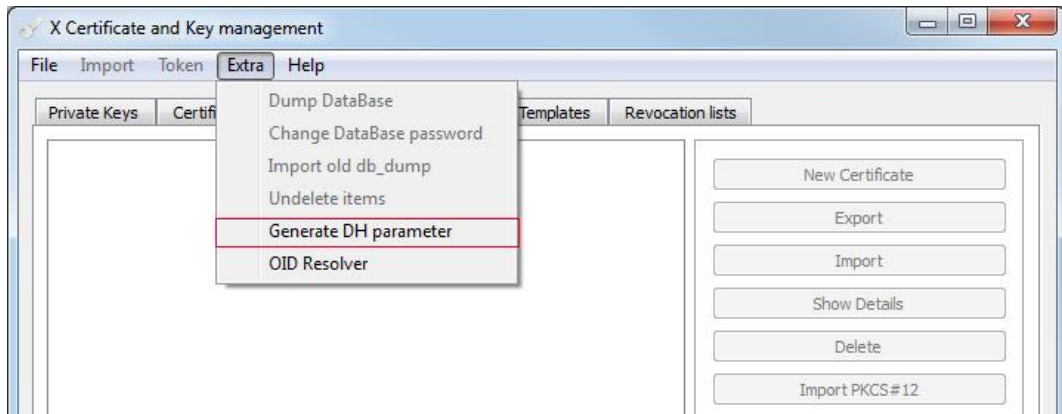 X Certificate and Key management
File Import Token Extra Help
Dump DataBase
Private Keys Certifi Templates Revocation lists
Change DataBase password
Import old db_dump
New Certificate
Undelete items
Export
Generate DH parameter
OID Resolver
Import
Show Details
Delete
Import PKCS#12